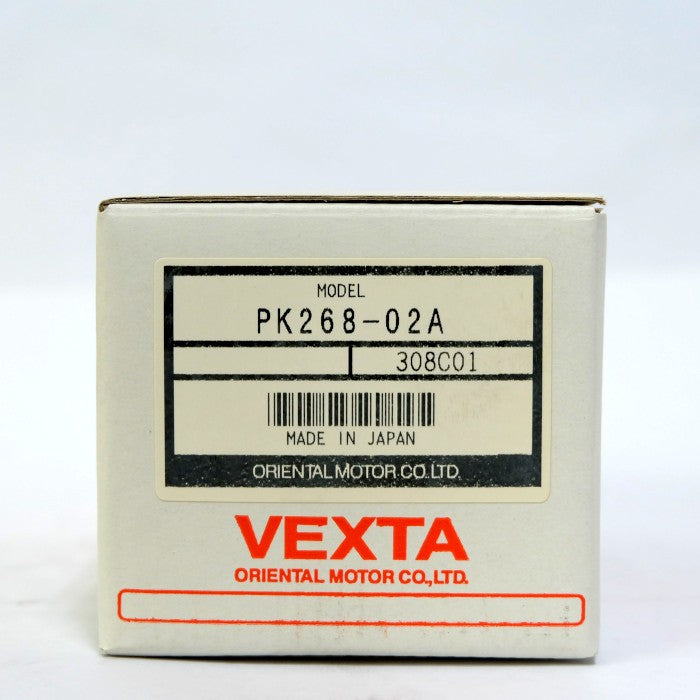 MODEL
PK268-02A
308C01
MADE IN JAPAN
ORIENTAL MOTOR CO.LTD.
VEXTA
ORIENTAL MOTOR CO.,LTD.